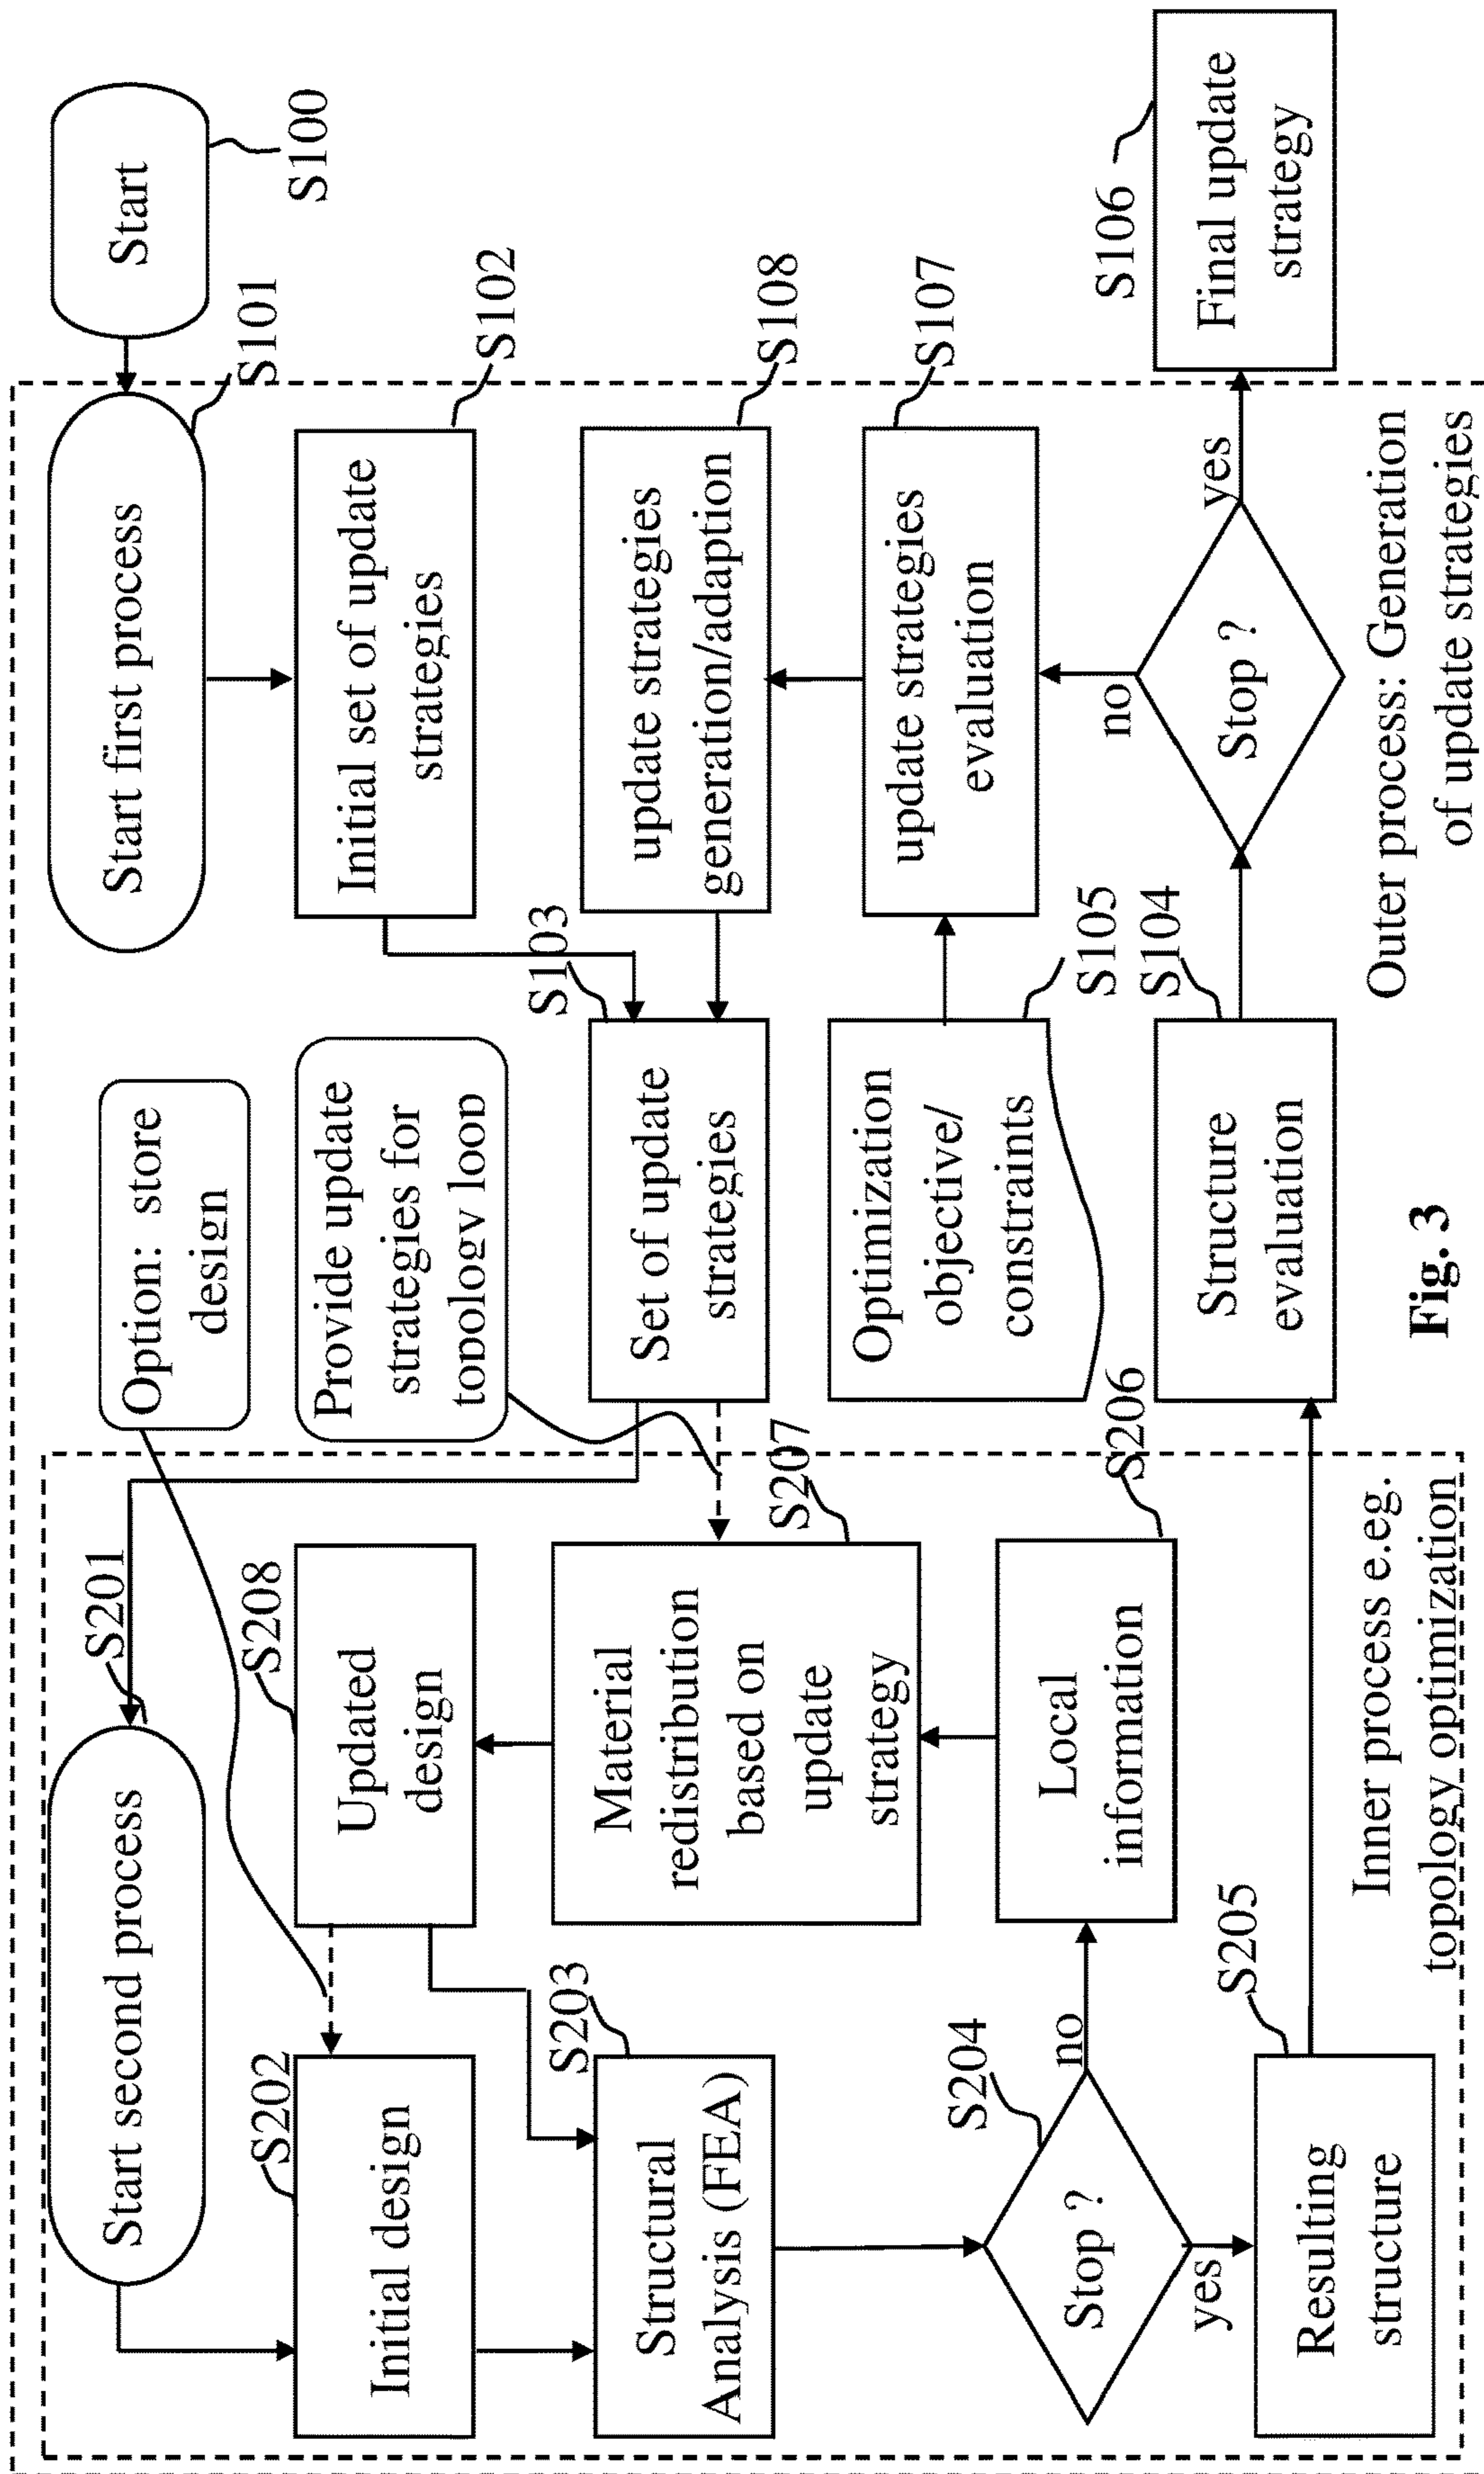 Start second process
S201
Option: store
design
Start first process
S101
Start
S100
S202
Initial design
S208
Updated
design
Provide update
strategies for
topology loop
Initial set of update
strategies
S102
S203
Structural
Analysis (FEA)
Material
redistribution
based on
update
strategy
S207
S103
Set of update
strategies
update strategies
generation/adaption
S108
S204
Stop ?
no
yes
Local
information
S206
Optimization
objective/
constraints
S105
update strategies
evaluation
S107
S205
Resulting
structure
S104
Structure
evaluation
no
Stop ?
yes
S106
Final update
strategy
Inner process e.eg.
topology optimization
Outer process: Generation
of update strategies
Fig. 3